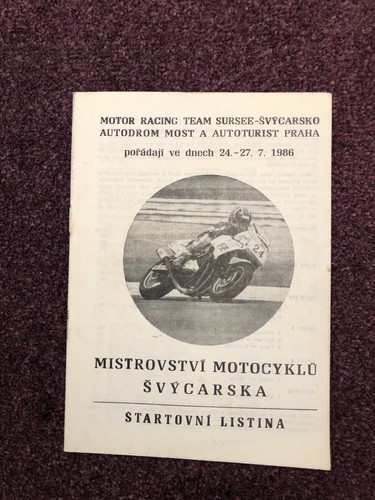 MOTOR RACING TEAM SURSEE-ŠVÝCARSKO
AUTODROM MOST A AUTOTURIST PRAHA
pořádají ve dnech 24.-27. 7. 1986
24
MISTROVSTVÍ MOTOCYKLŮ
ŠVÝCARSKA
STARTOVNÍ LISTINA